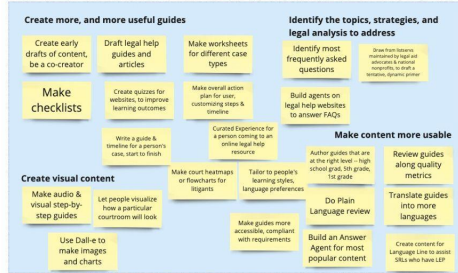 Create more, and more useful guides
Create early
drafts of content,
be a co-creator
Draft legal help
guides and
articles
Make worksheets
for different case
types
Make
checklists
Create quizzes for
websites, to improve
learning outcomes
Make overall action
plan for user,
customizing steps &
timeline
Write a guide &
timeline for a person's
case, start to finish
Curated Experience for
a person coming to an
online legal help
resource
Make court heatmaps
or flowcharts for
litigants
Tailor to people's
learning styles,
language preferences
Make guides more
accessible, compliant
with requirements
Create visual content
Make audio &
visual step-by-
step guides
Let people visualize
how a particular
courtroom will look
Use Dall-e to
make images
and charts
Identify the topics, strategies, and
legal analysis to address
Identify most
frequently asked
questions
Draw from listservs
maintained by legal aid
advocates & national
nonprofits, to draft a
tentative, dynamic primer
Build agents on
legal help websites
to answer FAQs
Make content more usable
Author guides that are
at the right level -- high
school grad, 5th grade,
1st grade
Review guides
along quality
metrics
Do Plain
Language review
Translate guides
into more
languages
Build an Answer
Agent for most
popular content
Create content for
Language Line to assist
SRLs who have LEP